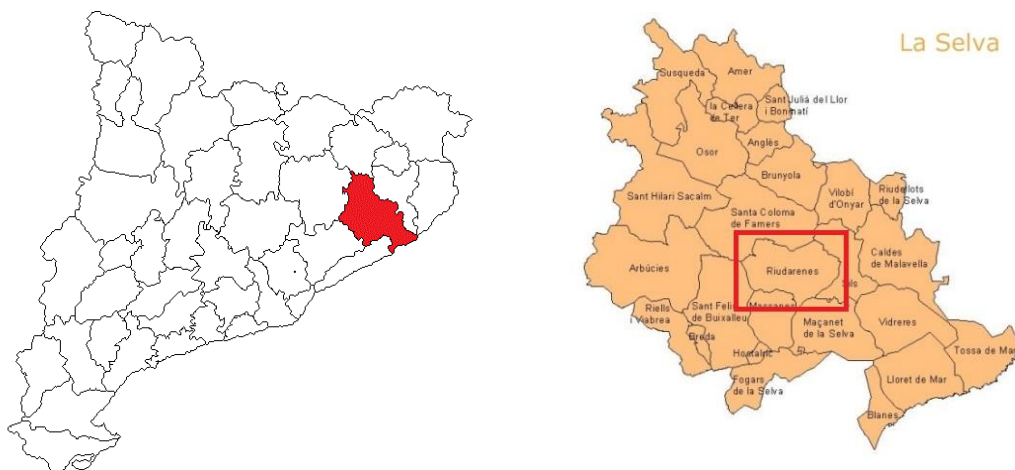 La Selva
Susqueda
Amer
la Cellera
de Ter
Sant Juliá del Llor
i Bonmatí
Anglès
Osor
Brunyola
Sant Hilari Sacalm
Vilobí
d'Onyar
Riudellots
de la Selva
Santa Coloma
de Farners
Caldes
de Malavella
Arbúcies
Riudarenes
Sils
Riells
i Viabrea
Sant Feliu
de Buixalleu
Massanes
Maçanet
de la Selva
Vidreres
Breda
Hostalric
Tossa de Mar
Fogars
de la Selva
Lloret de Mar
Blanes